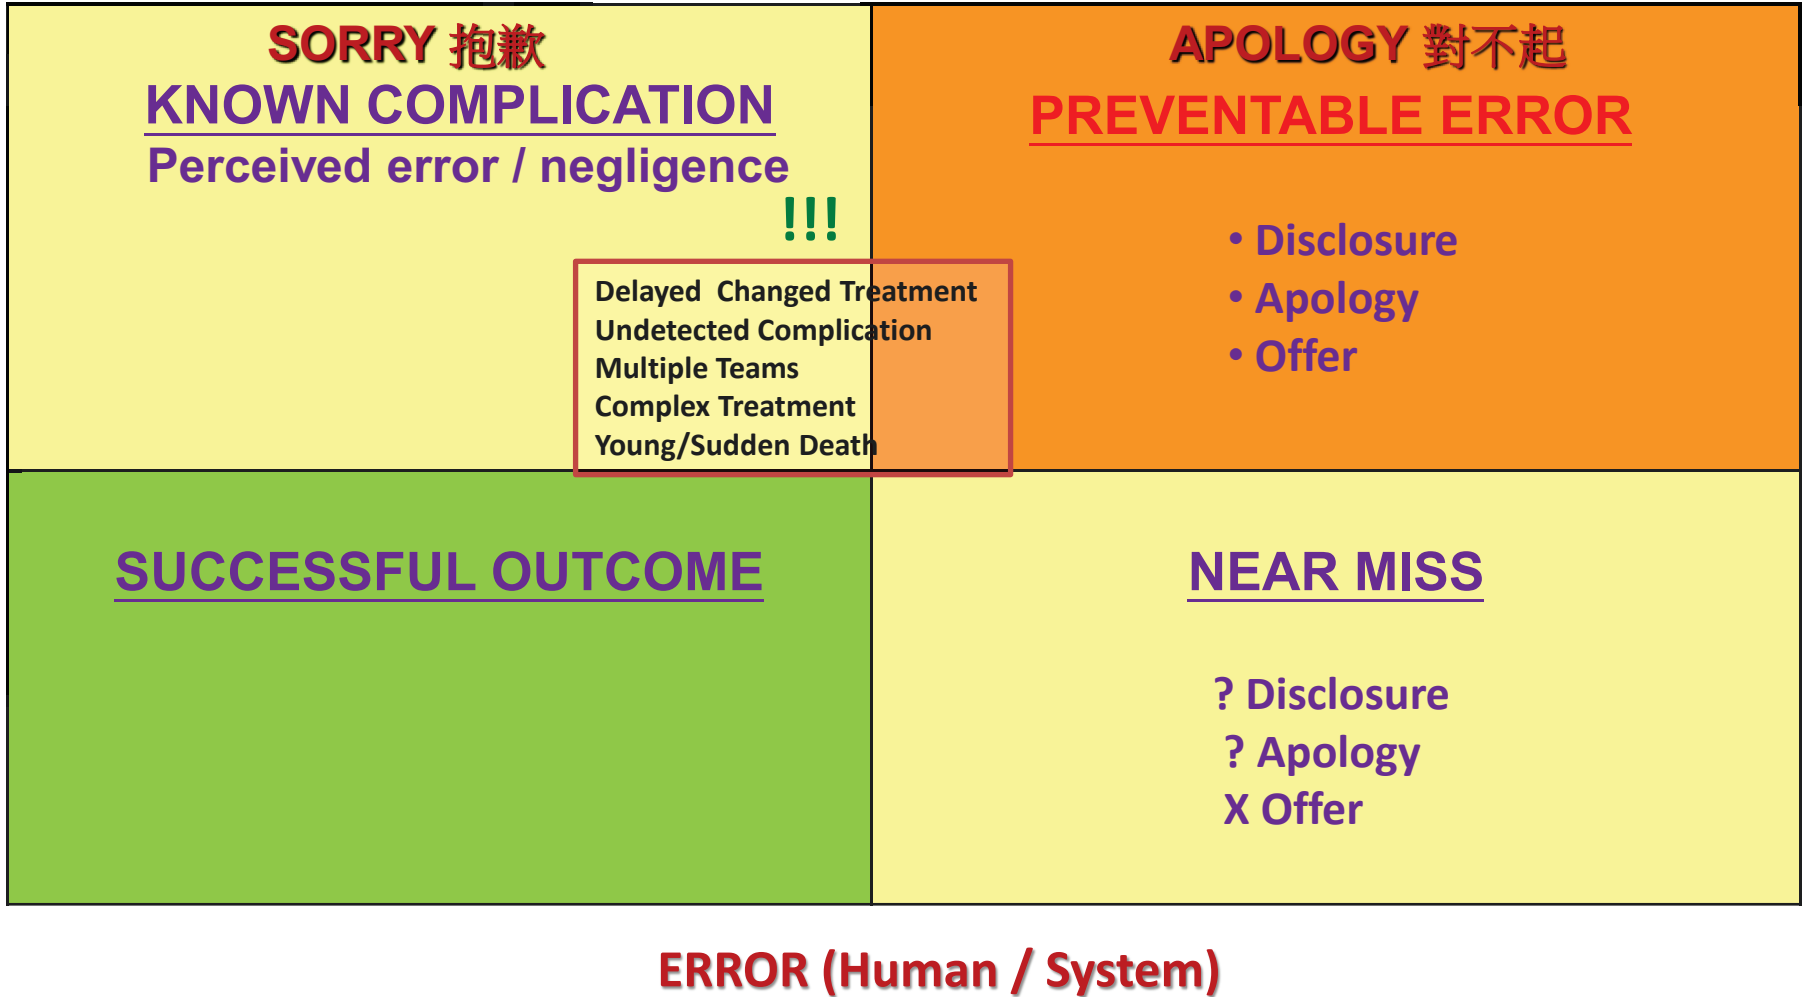 SORRY 抱歉
KNOWN COMPLICATION
Perceived error / negligence
!!!
APOLOGY 對不起
PREVENTABLE ERROR
• Disclosure
• Apology
• Offer
Delayed  Changed Treatment
Undetected Complication
Multiple Teams
Complex Treatment
Young/Sudden Death
SUCCESSFUL OUTCOME
NEAR MISS
? Disclosure
? Apology
X Offer
ERROR (Human / System)